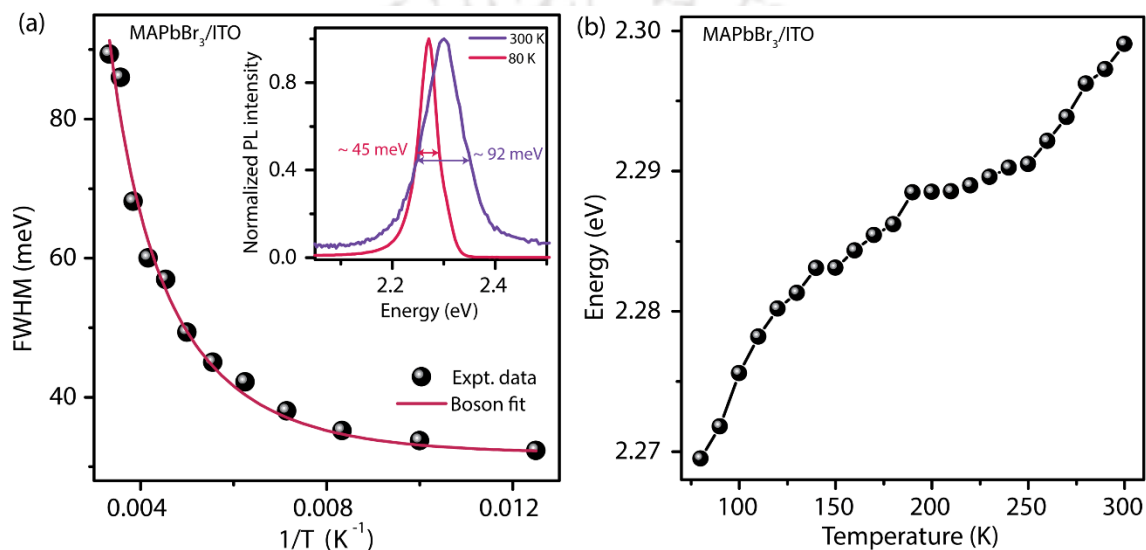 (a)
MAPbBr₃/ITO
FWHM (meV)
80
60
40
0.004
0.008
0.012
1/T (K⁻¹)
Expt. data
Boson fit
Normalized PL intensity
0.8
0.4
0.0
2.2
2.4
Energy (eV)
300 K
80 K
~ 45 meV
~ 92 meV
(b)
MAPbBr₃/ITO
Energy (eV)
2.30
2.29
2.28
2.27
100
150
200
250
300
Temperature (K)